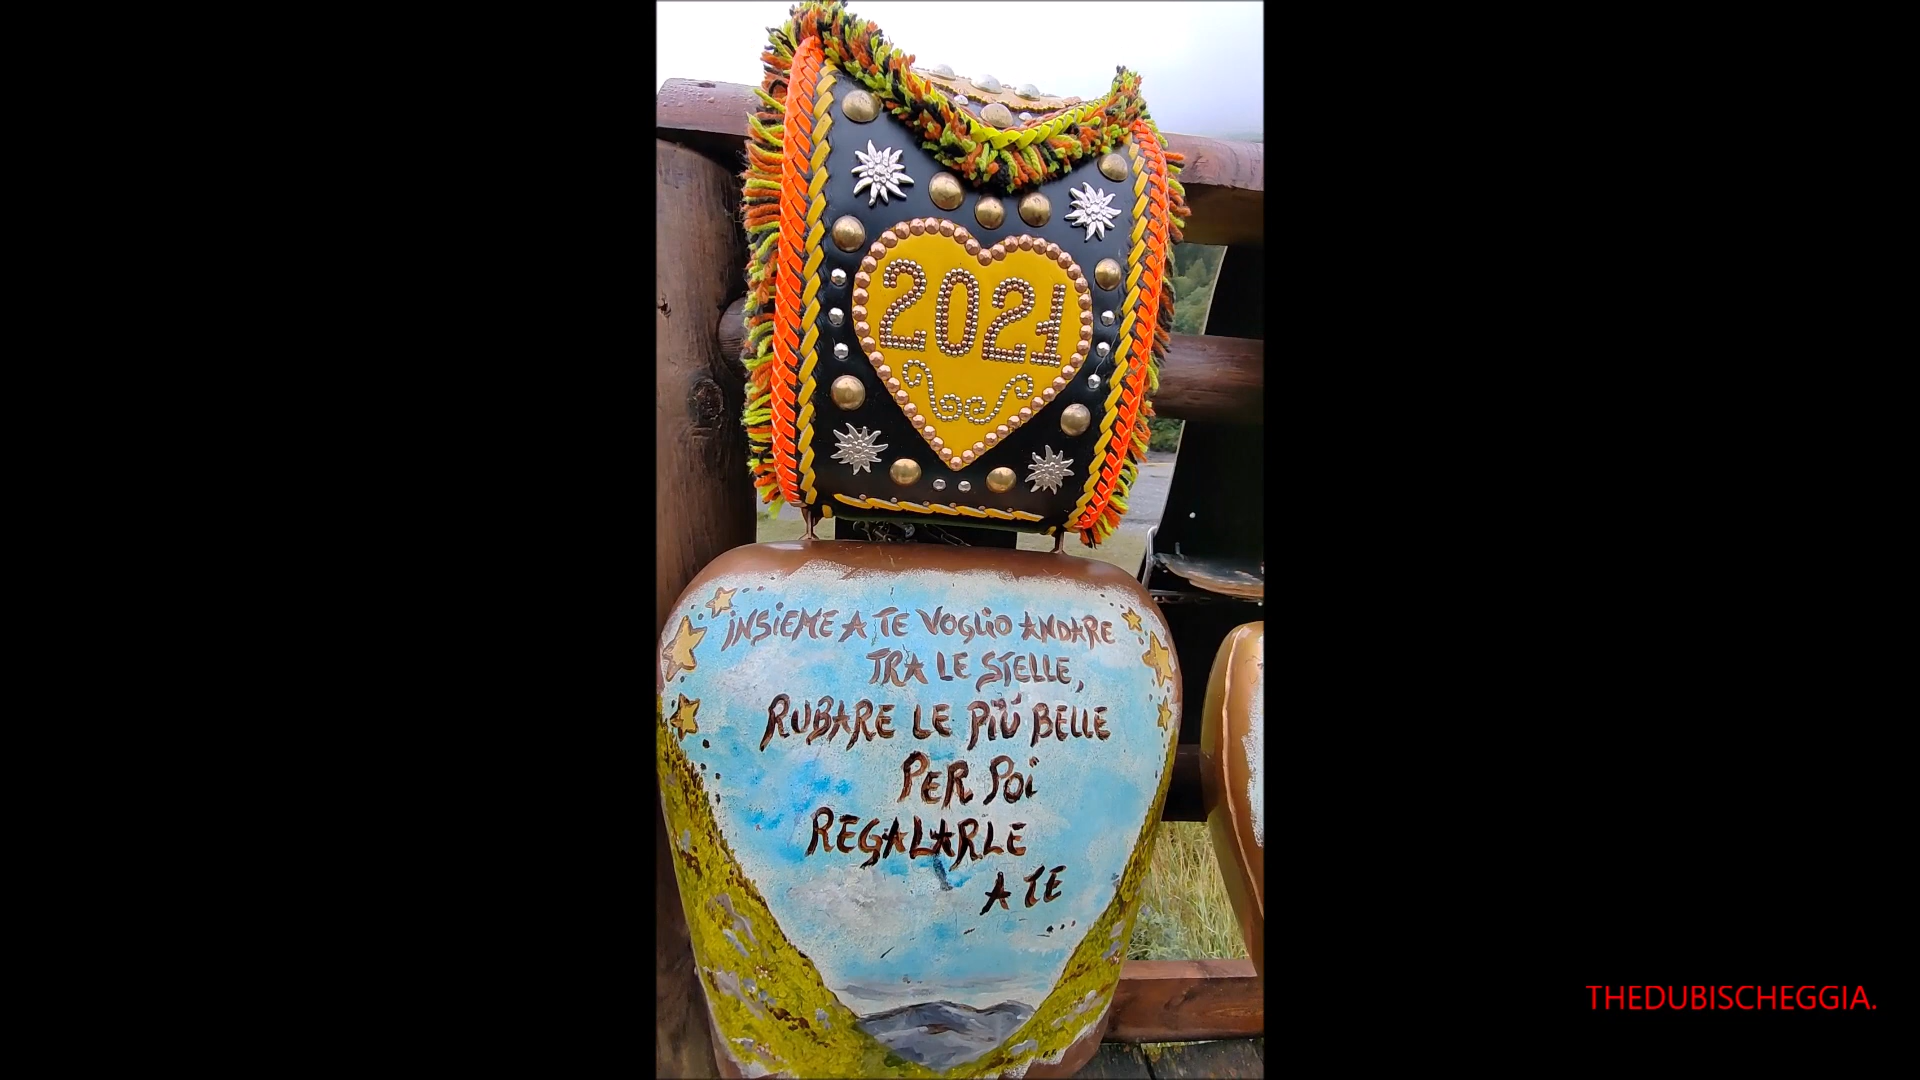 2021
INSIEME A TE VOGLIO ANDARE
TRA LE STELLE,
RUBARE LE PIÙ BELLE
PER POI
REGALARLE
A TE
...
THEDUBISCHEGGIA.